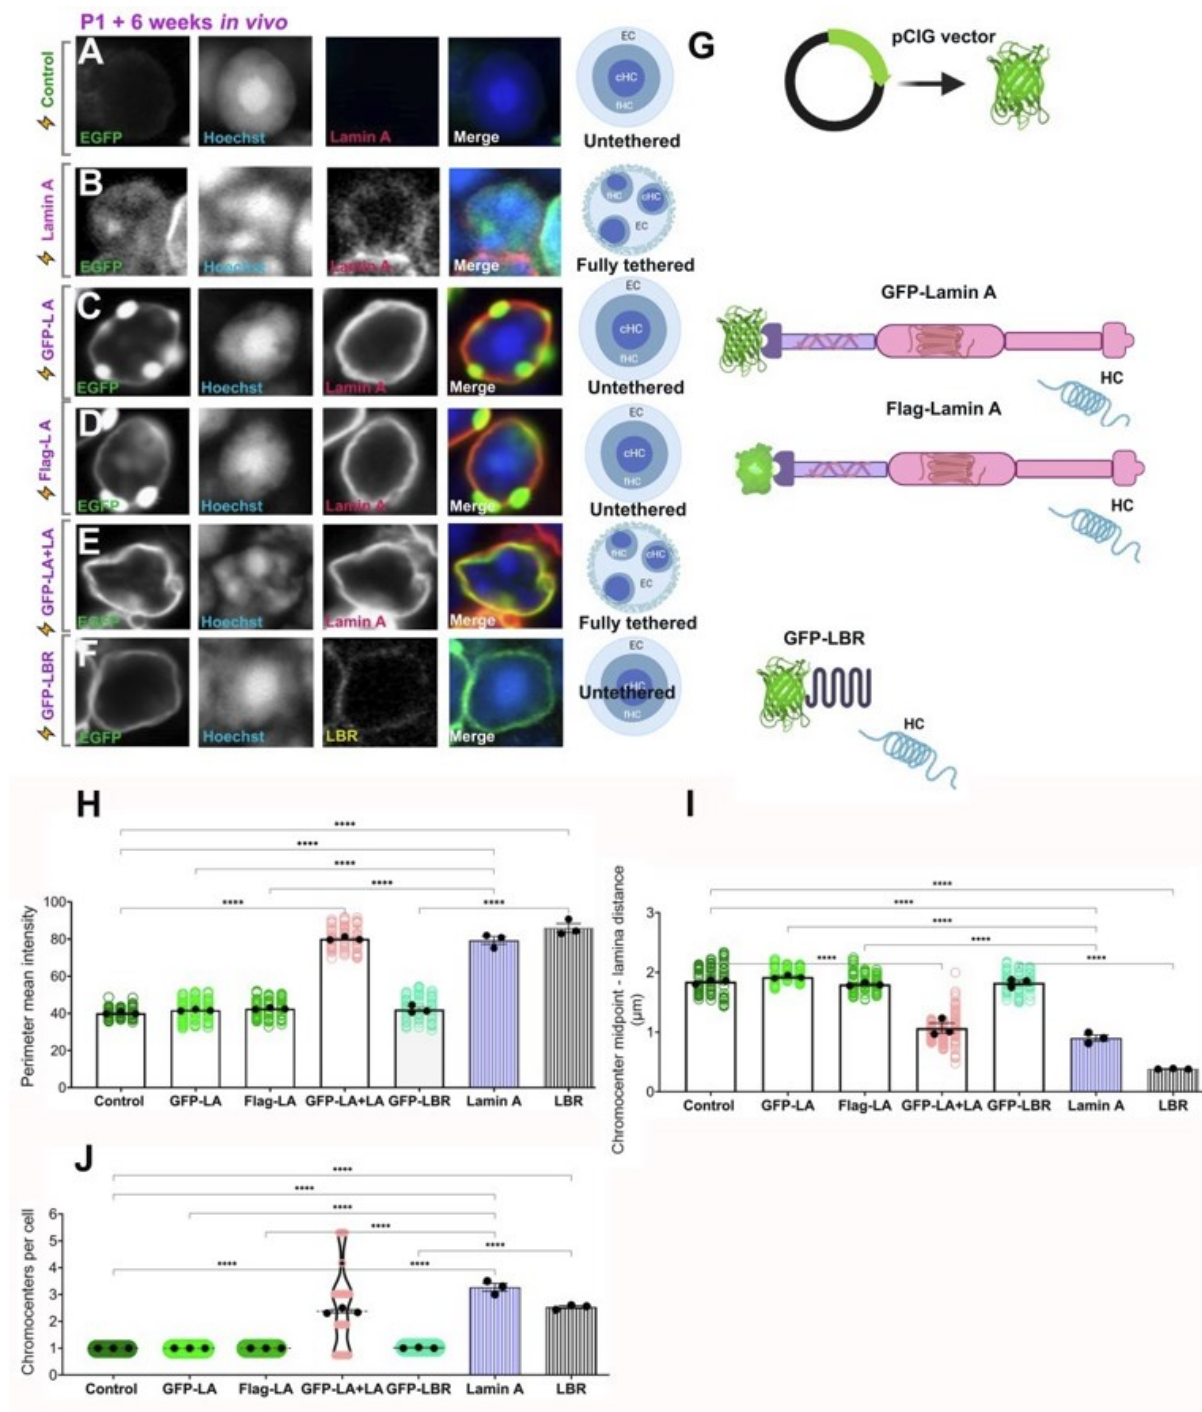 P1 + 6 weeks in vivo
Control
A
EGFP
Hoechst
Lamin A
Merge
EC
cHC
fHC
Untethered
Lamin A
B
EGFP
Hoechst
Lamin A
Merge
fHC
cHC
EC
Fully tethered
GFP-L A
C
EGFP
Hoechst
Lamin A
Merge
EC
cHC
fHC
Untethered
Flag-L A
D
EGFP
Hoechst
Lamin A
Merge
EC
cHC
fHC
Untethered
GFP-LA+LA
E
EGFP
Hoechst
Lamin A
Merge
fHC
cHC
EC
Fully tethered
GFP-LBR
F
EGFP
Hoechst
LBR
Merge
EC
cHC
Untethered
fHC
G
pCIG vector
GFP-Lamin A
HC
Flag-Lamin A
HC
GFP-LBR
HC
H
****
****
****
****
**** ****
Perimeter mean intensity
100
80
60
40
20
0
Control GFP-LA Flag-LA GFP-LA+LA GFP-LBR Lamin A LBR
I
****
****
****
****
**** ****
Chromocenter midpoint - lamina distance
(µm)
3
2
1
0
Control GFP-LA Flag-LA GFP-LA+LA GFP-LBR Lamin A LBR
J
****
****
****
****
****
**** ****
Chromocenters per cell
6
5
4
3
2
1
0
Control GFP-LA Flag-LA GFP-LA+LA GFP-LBR Lamin A LBR